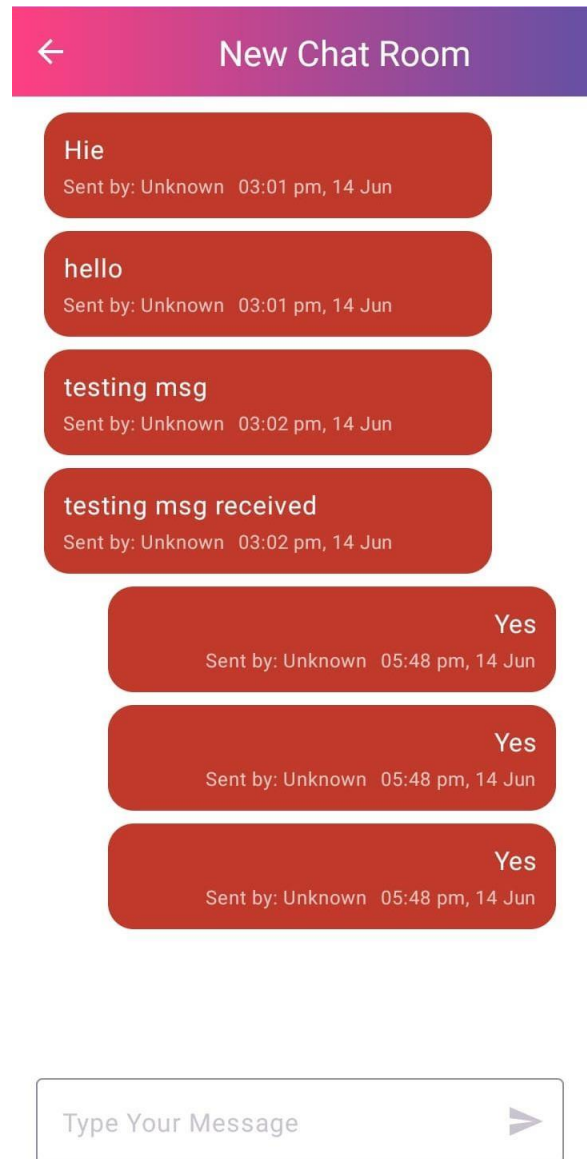 New Chat Room
Hie
Sent by: Unknown 03:01 pm, 14 Jun
hello
Sent by: Unknown 03:01 pm, 14 Jun
testing msg
Sent by: Unknown 03:02 pm, 14 Jun
testing msg received
Sent by: Unknown 03:02 pm, 14 Jun
Yes
Sent by: Unknown 05:48 pm, 14 Jun
Yes
Sent by: Unknown 05:48 pm, 14 Jun
Yes
Sent by: Unknown 05:48 pm, 14 Jun
Type Your Message